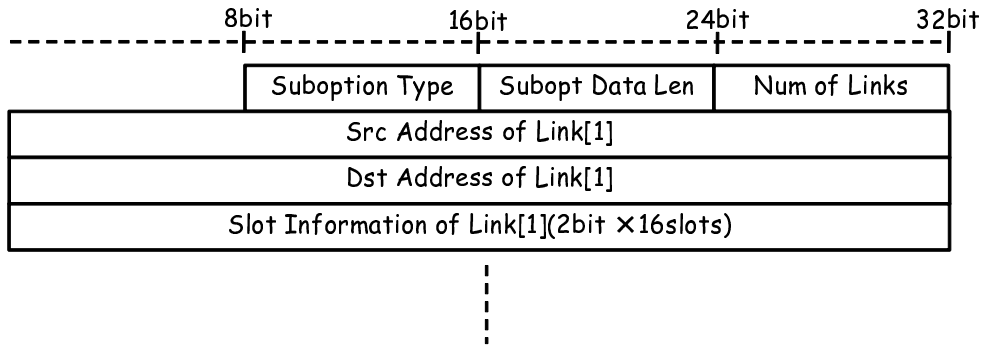 8bit 16bit 24bit 32bit
Suboption Type Subopt Data Len Num of Links
Src Address of Link[1]
Dst Address of Link[1]
Slot Information of Link[1](2bit ×16slots)